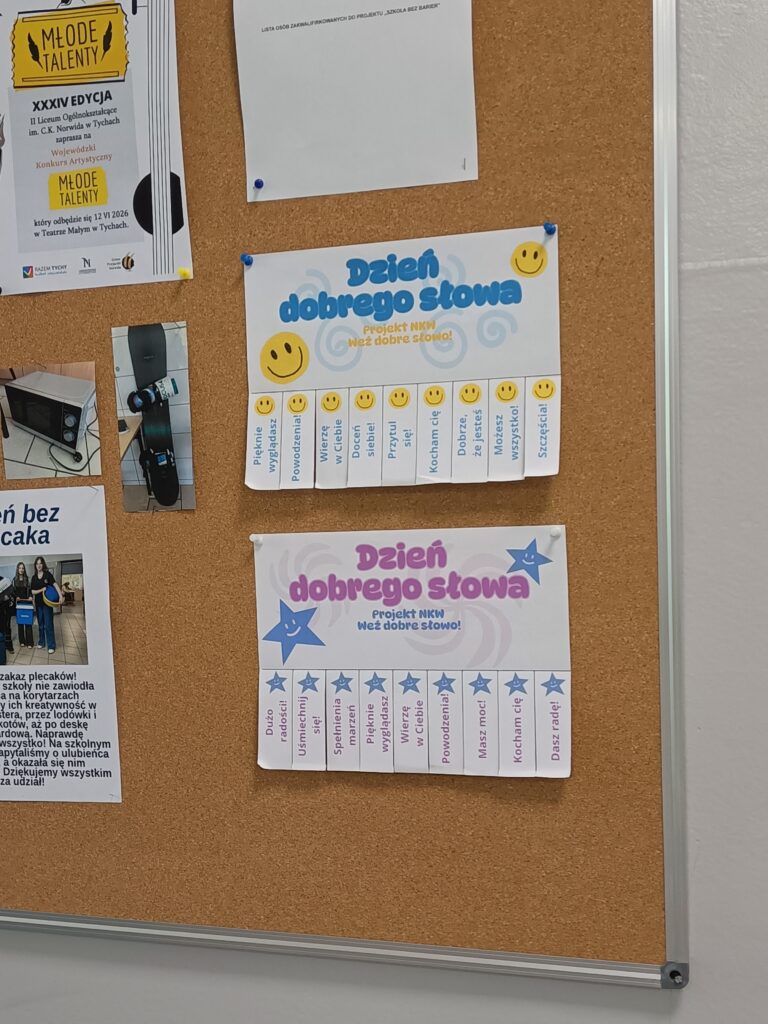 MŁODE
TALENTY
XXXIV EDYCJA
II Liceum Ogólnokształcące
im. C.K. Norwida w Tychach
zaprasza na
Wojewódzki
Konkurs Artystyczny
MŁODE
TALENTY
który odbędzie się 12 VI 2026
w Teatrze Małym w Tychach.
RAZEM TYCHY
LISTA OSÓB ZAKWALIFIRKOWANYCH DO PROJEKTU „SZKOŁA BEZ BARIER"
Dzień
dobrego słowa
Projekt NKW
Weź dobre słowo!
Pięknie
wyglądasz
Powodzenia!
Wierzę
w Ciebie
Doceń
siebie!
Przytul
się!
Kocham cię
Dobrze,
że jesteś
Możesz
wszystko!
Szczęścia!
eń bez
caka
zakaz plecaków!
szkoły nie zawiodła
a na korytarzach
y ich kreatywność w
stera, przez lodówki i
kotów, aż po deskę
ardową. Naprawdę
wszystko! Na szkolnym
apyfaliśmy o ulubieńca
a okazała się nim
Dziękujemy wszystkim
za udział!
Dzień
dobrego słowa
Projekt NKW
Weź dobre słowo!
Dużo
radości!
Uśmiechnij
się!
Spełnienia
marzeń
Pięknie
wyglądasz
Wierzę
w Ciebie
Powodzenia!
Masz moc!
Kocham cię
Dasz radę!